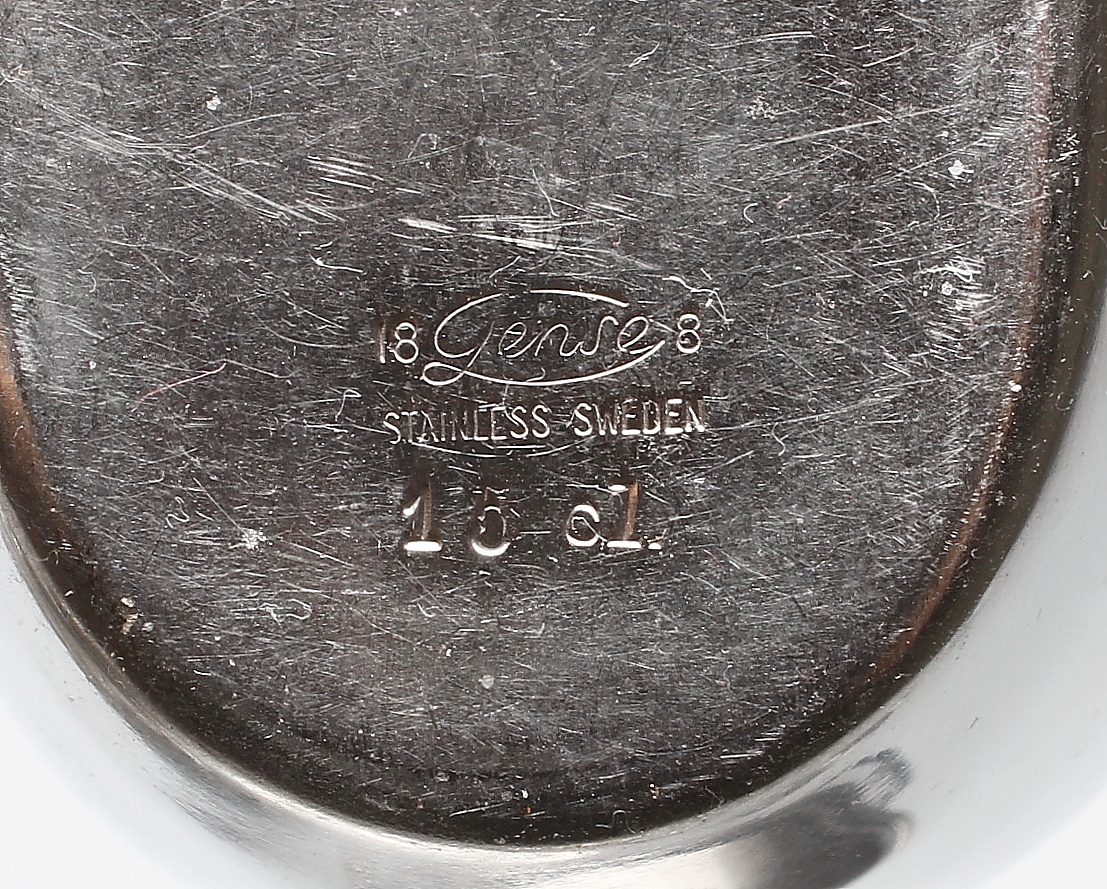 18 Gense 8
STAINLESS SWEDEN
15 cl.